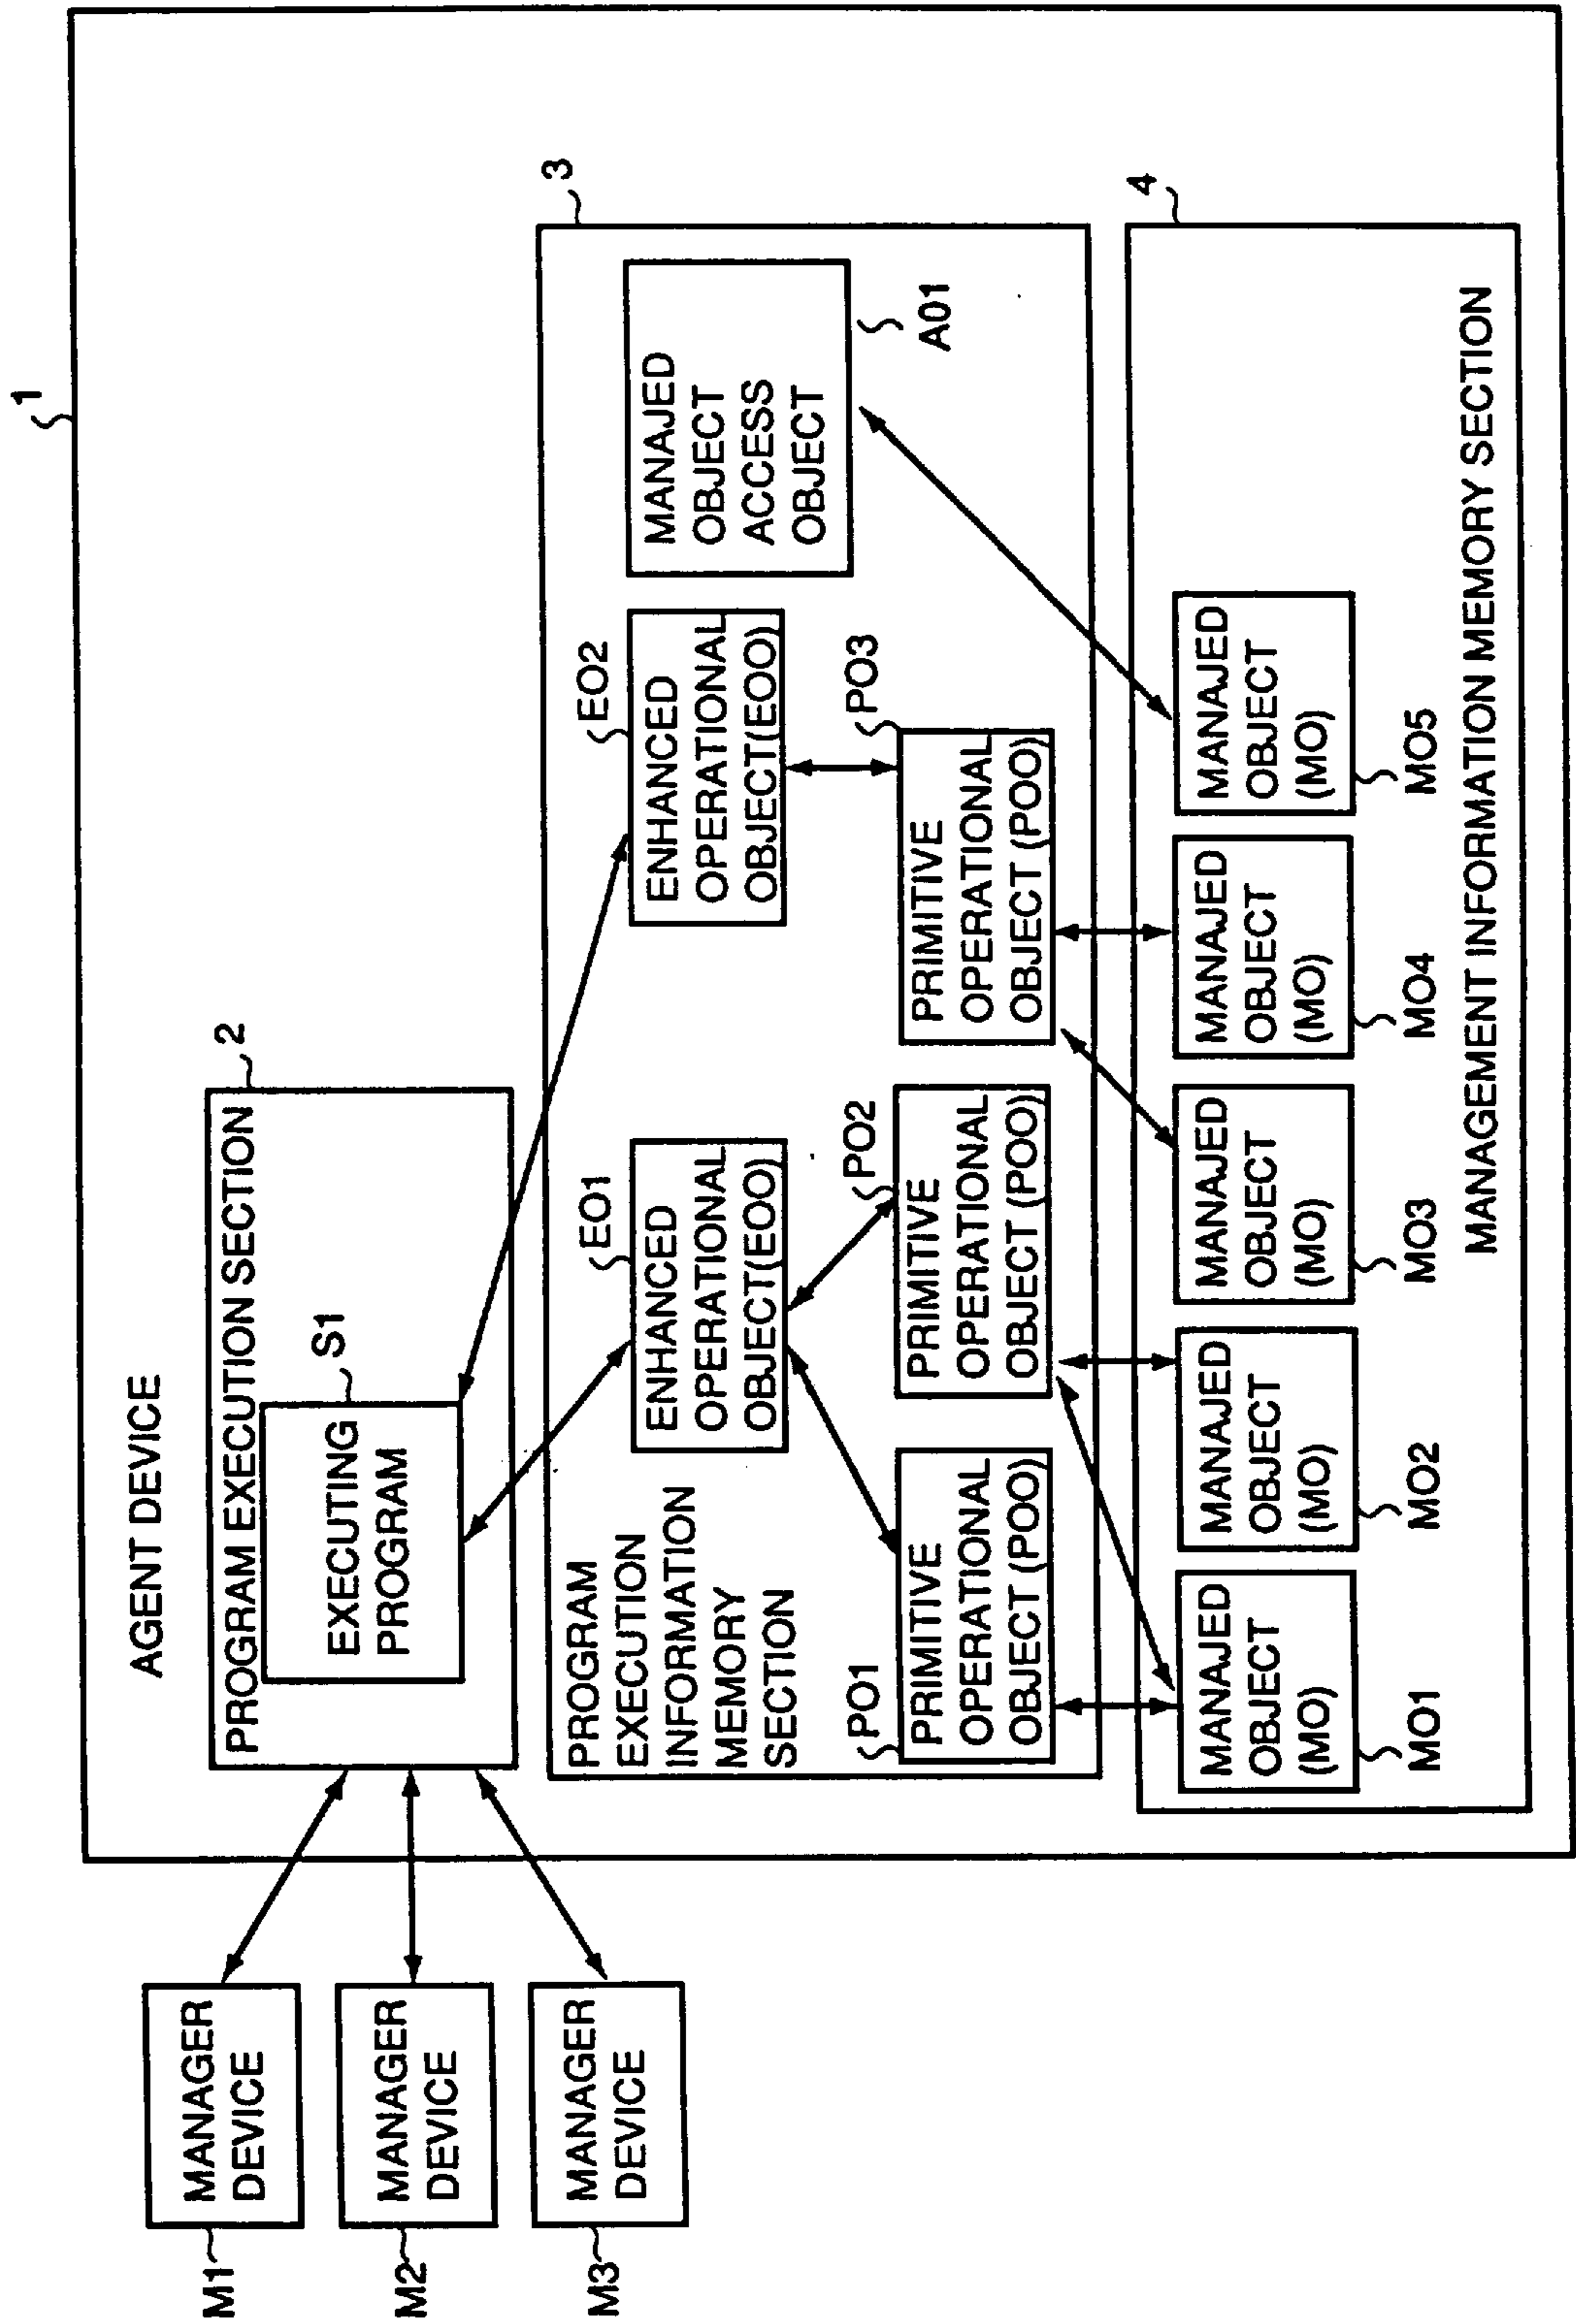 1
AGENT DEVICE
2
PROGRAM EXECUTION SECTION
S1
EXECUTING
PROGRAM
MANAGER
DEVICE
M1
MANAGER
DEVICE
M2
MANAGER
DEVICE
M3
3
PROGRAM
EXECUTION
INFORMATION
MEMORY
SECTION
EO1
ENHANCED
OPERATIONAL
OBJECT(EOO)
EO2
ENHANCED
OPERATIONAL
OBJECT(EOO)
MANAJED
OBJECT
ACCESS
OBJECT
A01
PO1
PRIMITIVE
OPERATIONAL
OBJECT (POO)
PO2
PRIMITIVE
OPERATIONAL
OBJECT (POO)
PO3
PRIMITIVE
OPERATIONAL
OBJECT (POO)
4
MANAJED
OBJECT
(MO)
MO1
MANAJED
OBJECT
(MO)
MO2
MANAJED
OBJECT
(MO)
MO3
MANAJED
OBJECT
(MO)
MO4
MANAJED
OBJECT
(MO)
MO5
MANAGEMENT INFORMATION MEMORY SECTION